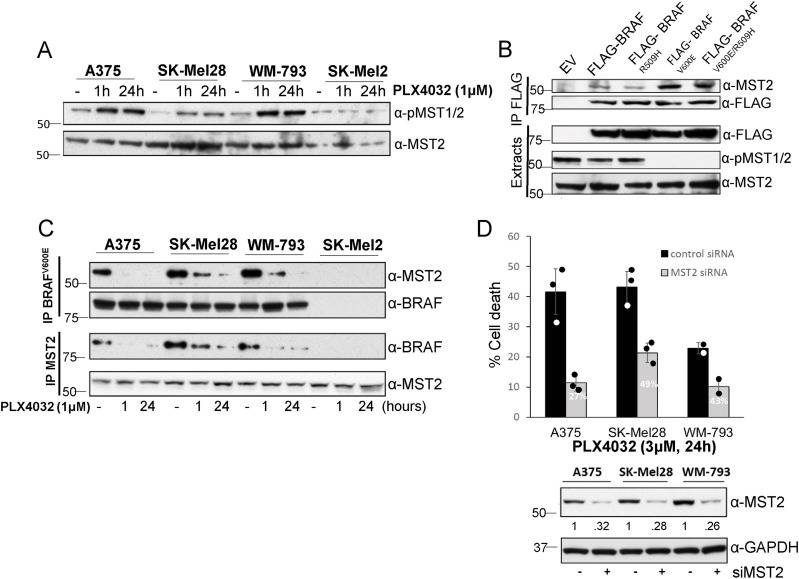 A
A375 SK-Mel28 WM-793 SK-Mel2
- 1h 24h - 1h 24h - 1h 24h - 1h 24h PLX4032 (1μM)
50 α-pMST1/2
50 α-MST2
B
EV FLAG-BRAF FLAG- BRAF R509H FLAG- BRAF V600E FLAG- BRAF V600E/R509H
IP FLAG
50 α-MST2
75 α-FLAG
Extracts
75 α-FLAG
50 α-pMST1/2
50 α-MST2
C
A375 SK-Mel28 WM-793 SK-Mel2
IP BRAFV600E
50 α-MST2
75 α-BRAF
IP MST2
75 α-BRAF
50 α-MST2
PLX4032 (1μM) - 1 24 - 1 24 - 1 24 - 1 24 (hours)
D
% Cell death
60
50
40
30
20
10
0
control siRNA
MST2 siRNA
27% 49% 43%
A375 SK-Mel28 WM-793
PLX4032 (3μM, 24h)
A375 SK-Mel28 WM-793
50 α-MST2
1 .32 1 .28 1 .26
37 α-GAPDH
- + - + - + siMST2